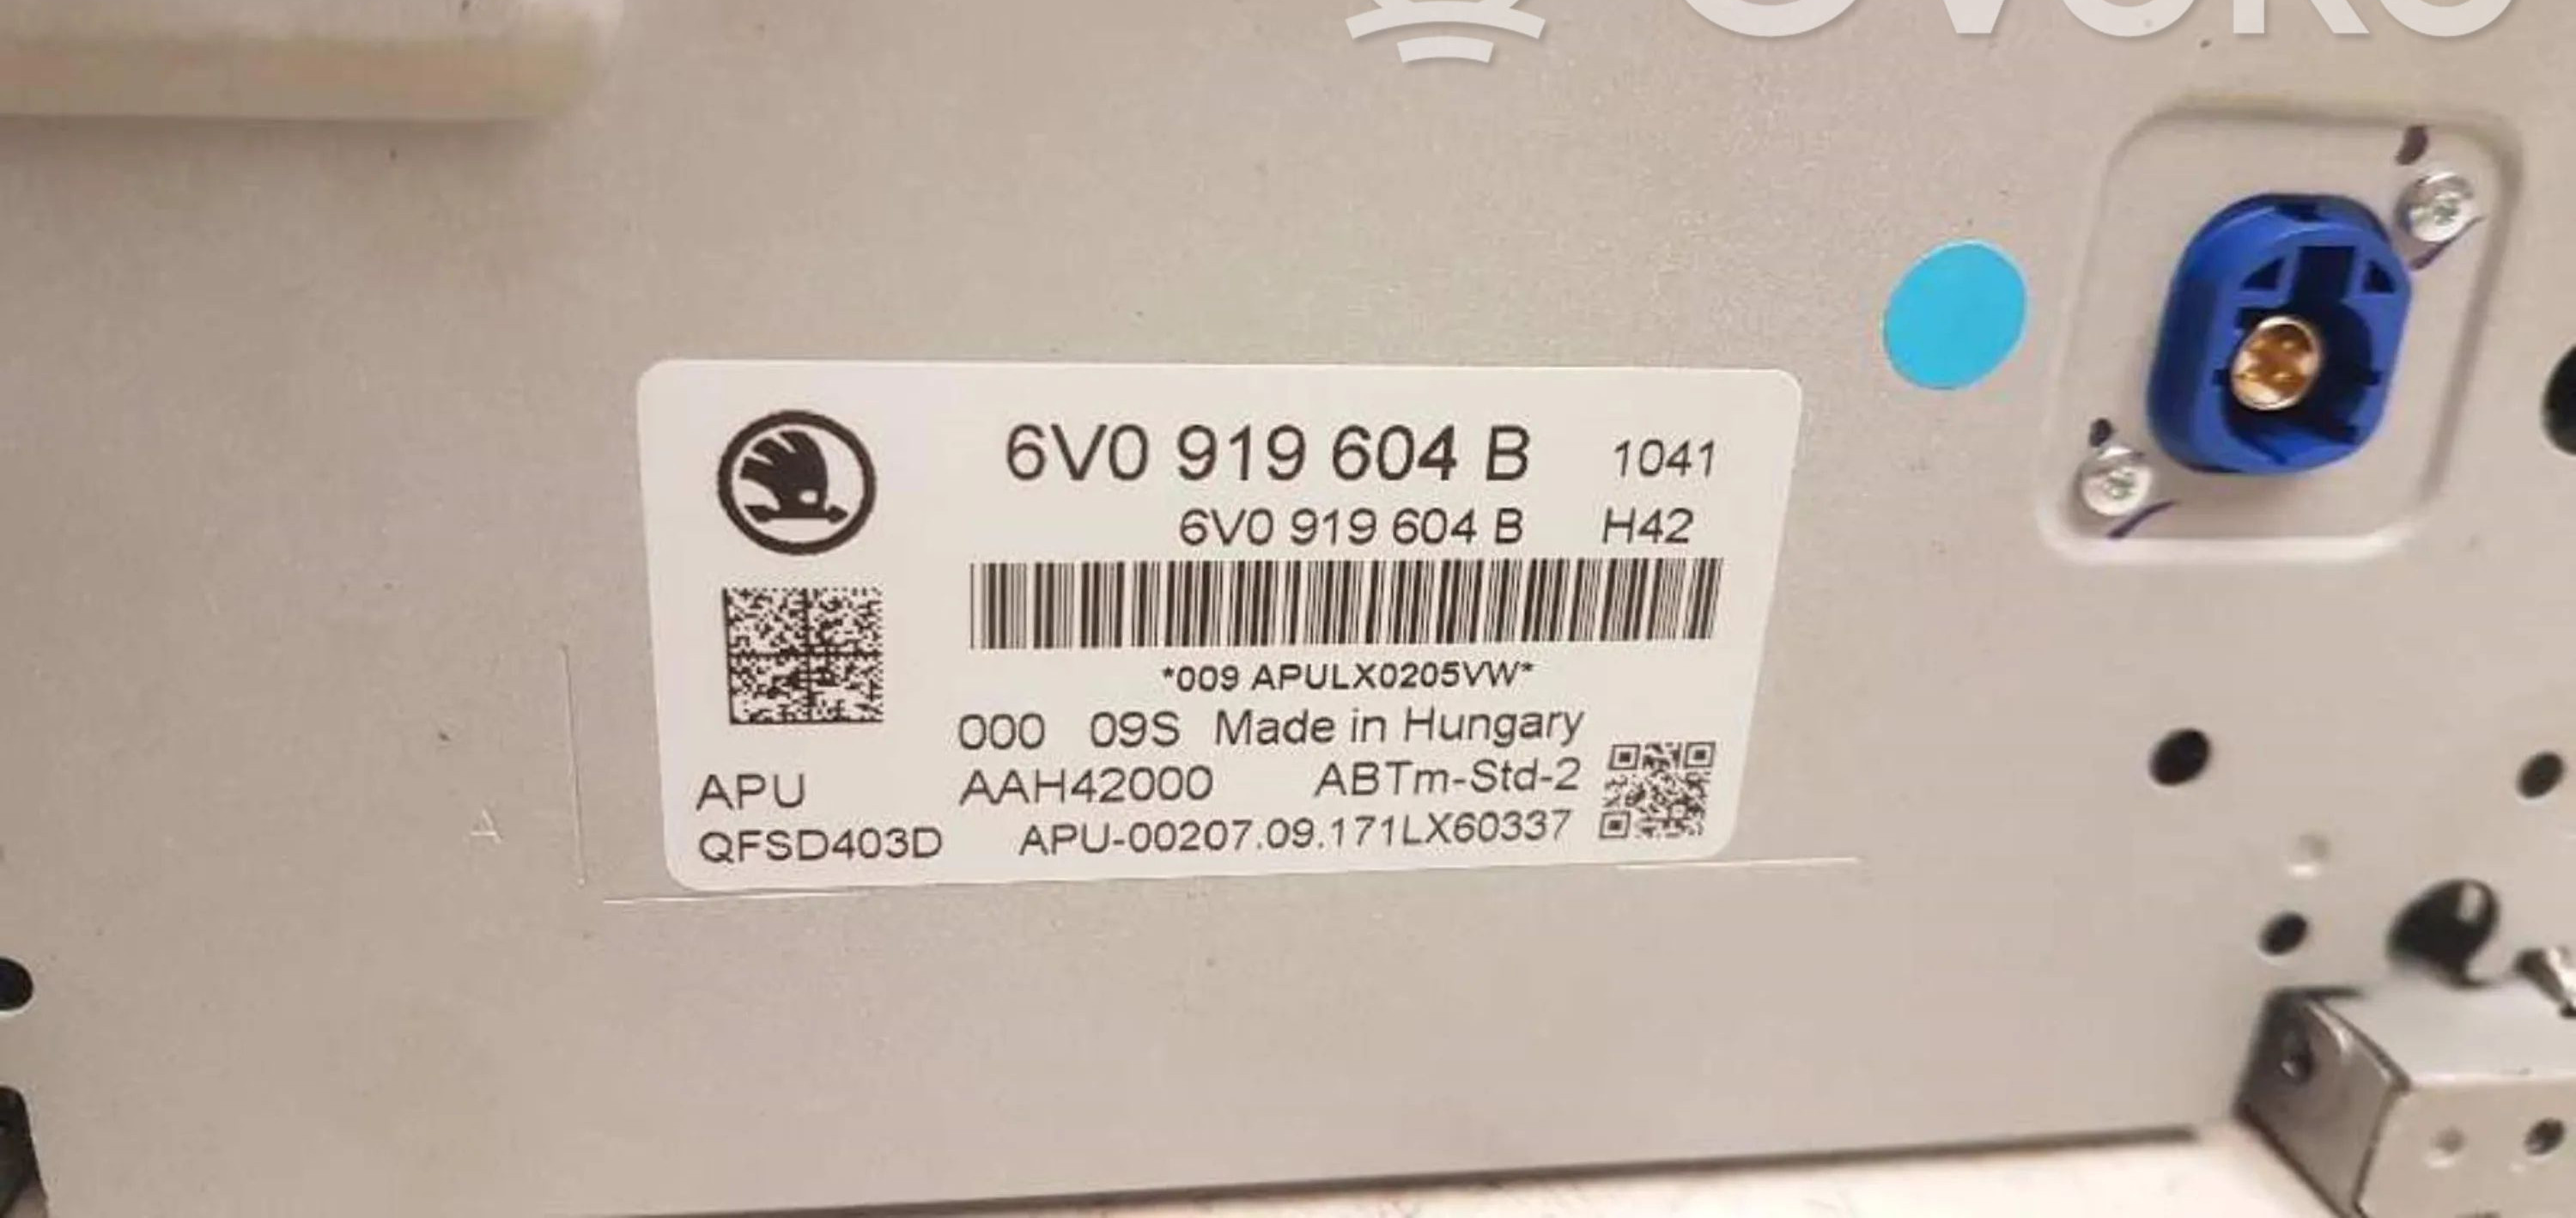 6V0 919 604 B 1041
6V0 919 604 B H42
*009 APULX0205VW*
000 09S Made in Hungary
APU AAH42000 ABTm-Std-2
QFSD403D APU-00207.09.171LX60337
A